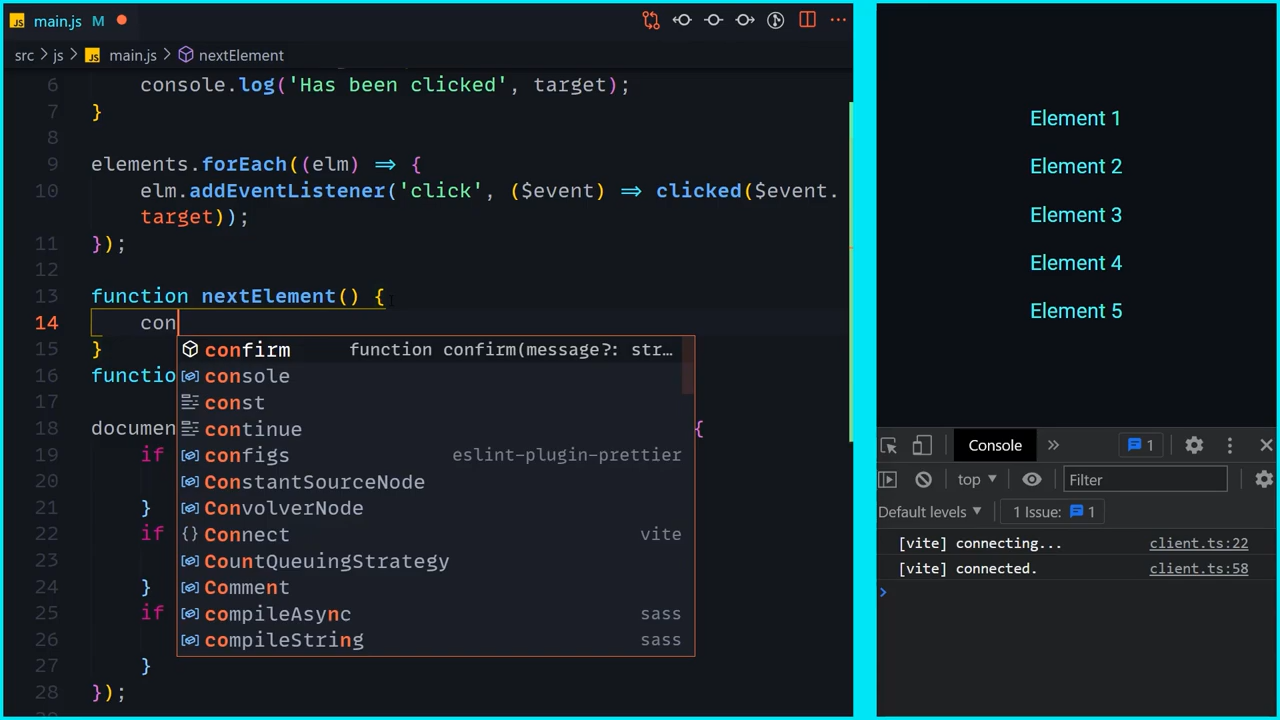 JS main.js M
src > js > JS main.js > nextElement
6 console.log('Has been clicked', target);
7 }
8
9 elements.forEach((elm) => {
10 elm.addEventListener('click', ($event) => clicked($event.
target));
11 });
12
13 function nextElement() {
14 con
15 }
16 functio
17
18 documen {
19 if
20
21 }
22 if
23
24 }
25 if
26
27 }
28 });
confirm function confirm(message?: str…
console
const
continue
configs eslint-plugin-prettier
ConstantSourceNode
ConvolverNode
Connect vite
CountQueuingStrategy
Comment
compileAsync sass
compileString sass
Element 1
Element 2
Element 3
Element 4
Element 5
Console » 1
top Filter
Default levels 1 Issue: 1
[vite] connecting... client.ts:22
[vite] connected. client.ts:58